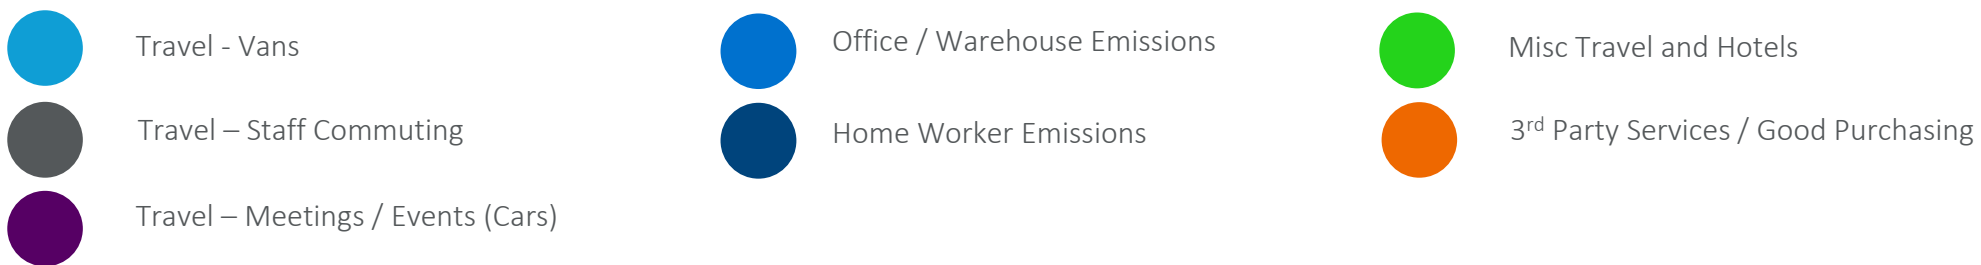 Travel - Vans
Travel – Staff Commuting
Travel – Meetings / Events (Cars)
Office / Warehouse Emissions
Home Worker Emissions
Misc Travel and Hotels
3rd Party Services / Good Purchasing